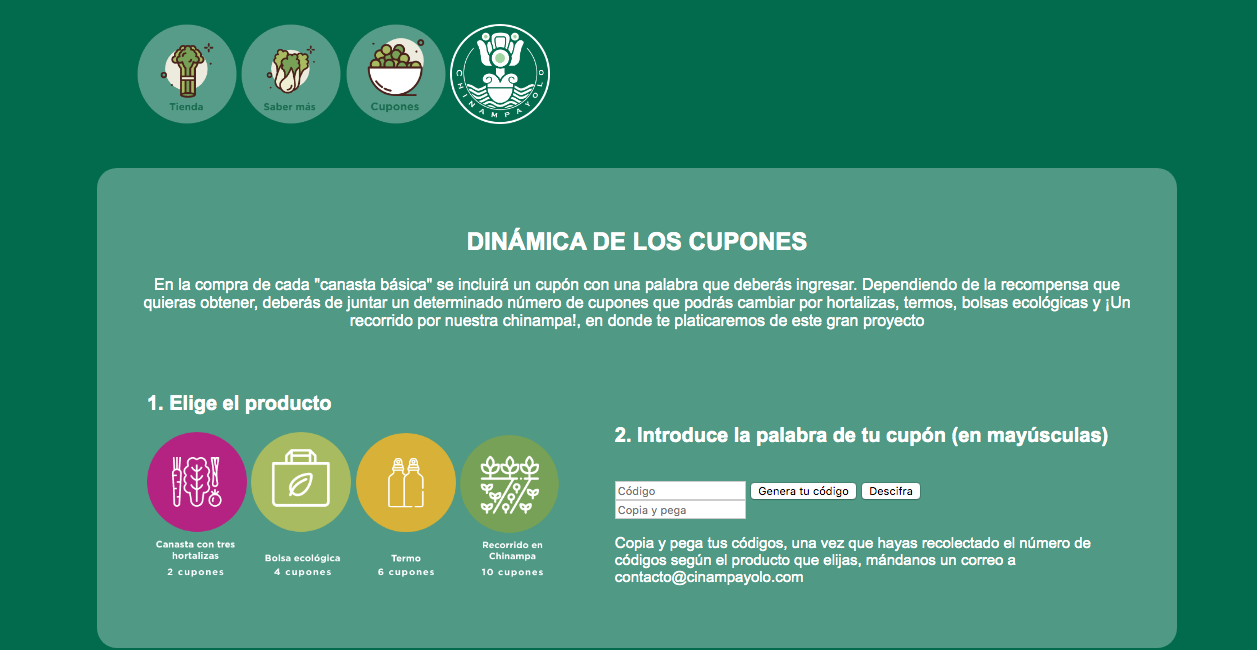 Tienda
Saber más
Cupones
CHINAMPAYOLO
DINÁMICA DE LOS CUPONES
En la compra de cada "canasta básica" se incluirá un cupón con una palabra que deberás ingresar. Dependiendo de la recompensa que
quieras obtener, deberás de juntar un determinado número de cupones que podrás cambiar por hortalizas, termos, bolsas ecológicas y ¡Un
recorrido por nuestra chinampa!, en donde te platicaremos de este gran proyecto
1. Elige el producto
Canasta con tres
hortalizas
2 cupones
Bolsa ecológica
4 cupones
Termo
6 cupones
Recorrido en
Chinampa
10 cupones
2. Introduce la palabra de tu cupón (en mayúsculas)
Código
Genera tu código
Descifra
Copia y pega
Copia y pega tus códigos, una vez que hayas recolectado el número de
códigos según el producto que elijas, mándanos un correo a
contacto@cinampayolo.com